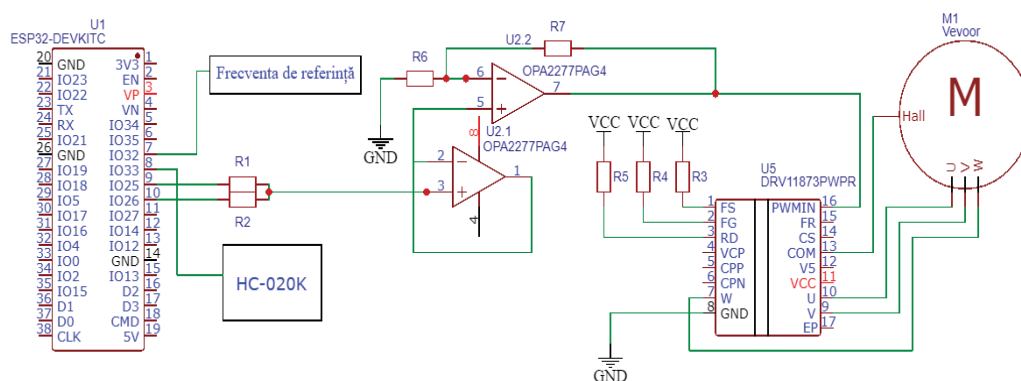 U1
ESP32-DEVKITC
20 GND
21 IO23
22 IO22
23 TX
24 RX
25 IO21
26 GND
27 IO19
28 IO18
29 IO5
30 IO17
31 IO16
32 IO4
33 IO0
34 IO2
35 IO15
36 D1
37 D0
38 CLK
3V3 1
EN 2
VP 3
VN 4
IO34 5
IO35 6
IO32 7
IO33 8
IO25 9
IO26 10
IO27 11
IO14 12
IO12 13
GND 14
IO13 15
D2 16
D3 17
CMD 18
5V 19
Frecventa de referință
R1
R2
HC-020K
R6
GND
R7
U2.2
OPA2277PAG4
6
5
7
8
U2.1
OPA2277PAG4
2
3
1
4
VCC
VCC
VCC
R5
R4
R3
GND
U5
DRV11873PWPR
1 FS
2 FG
3 RD
4 VCP
5 CPP
6 CPN
7 W
8 GND
PWMIN 16
FR 15
CS 14
COM 13
V5 12
VCC 11
U 10
V 9
EP 17
M1
Vevoor
M
Hall
U
V
W